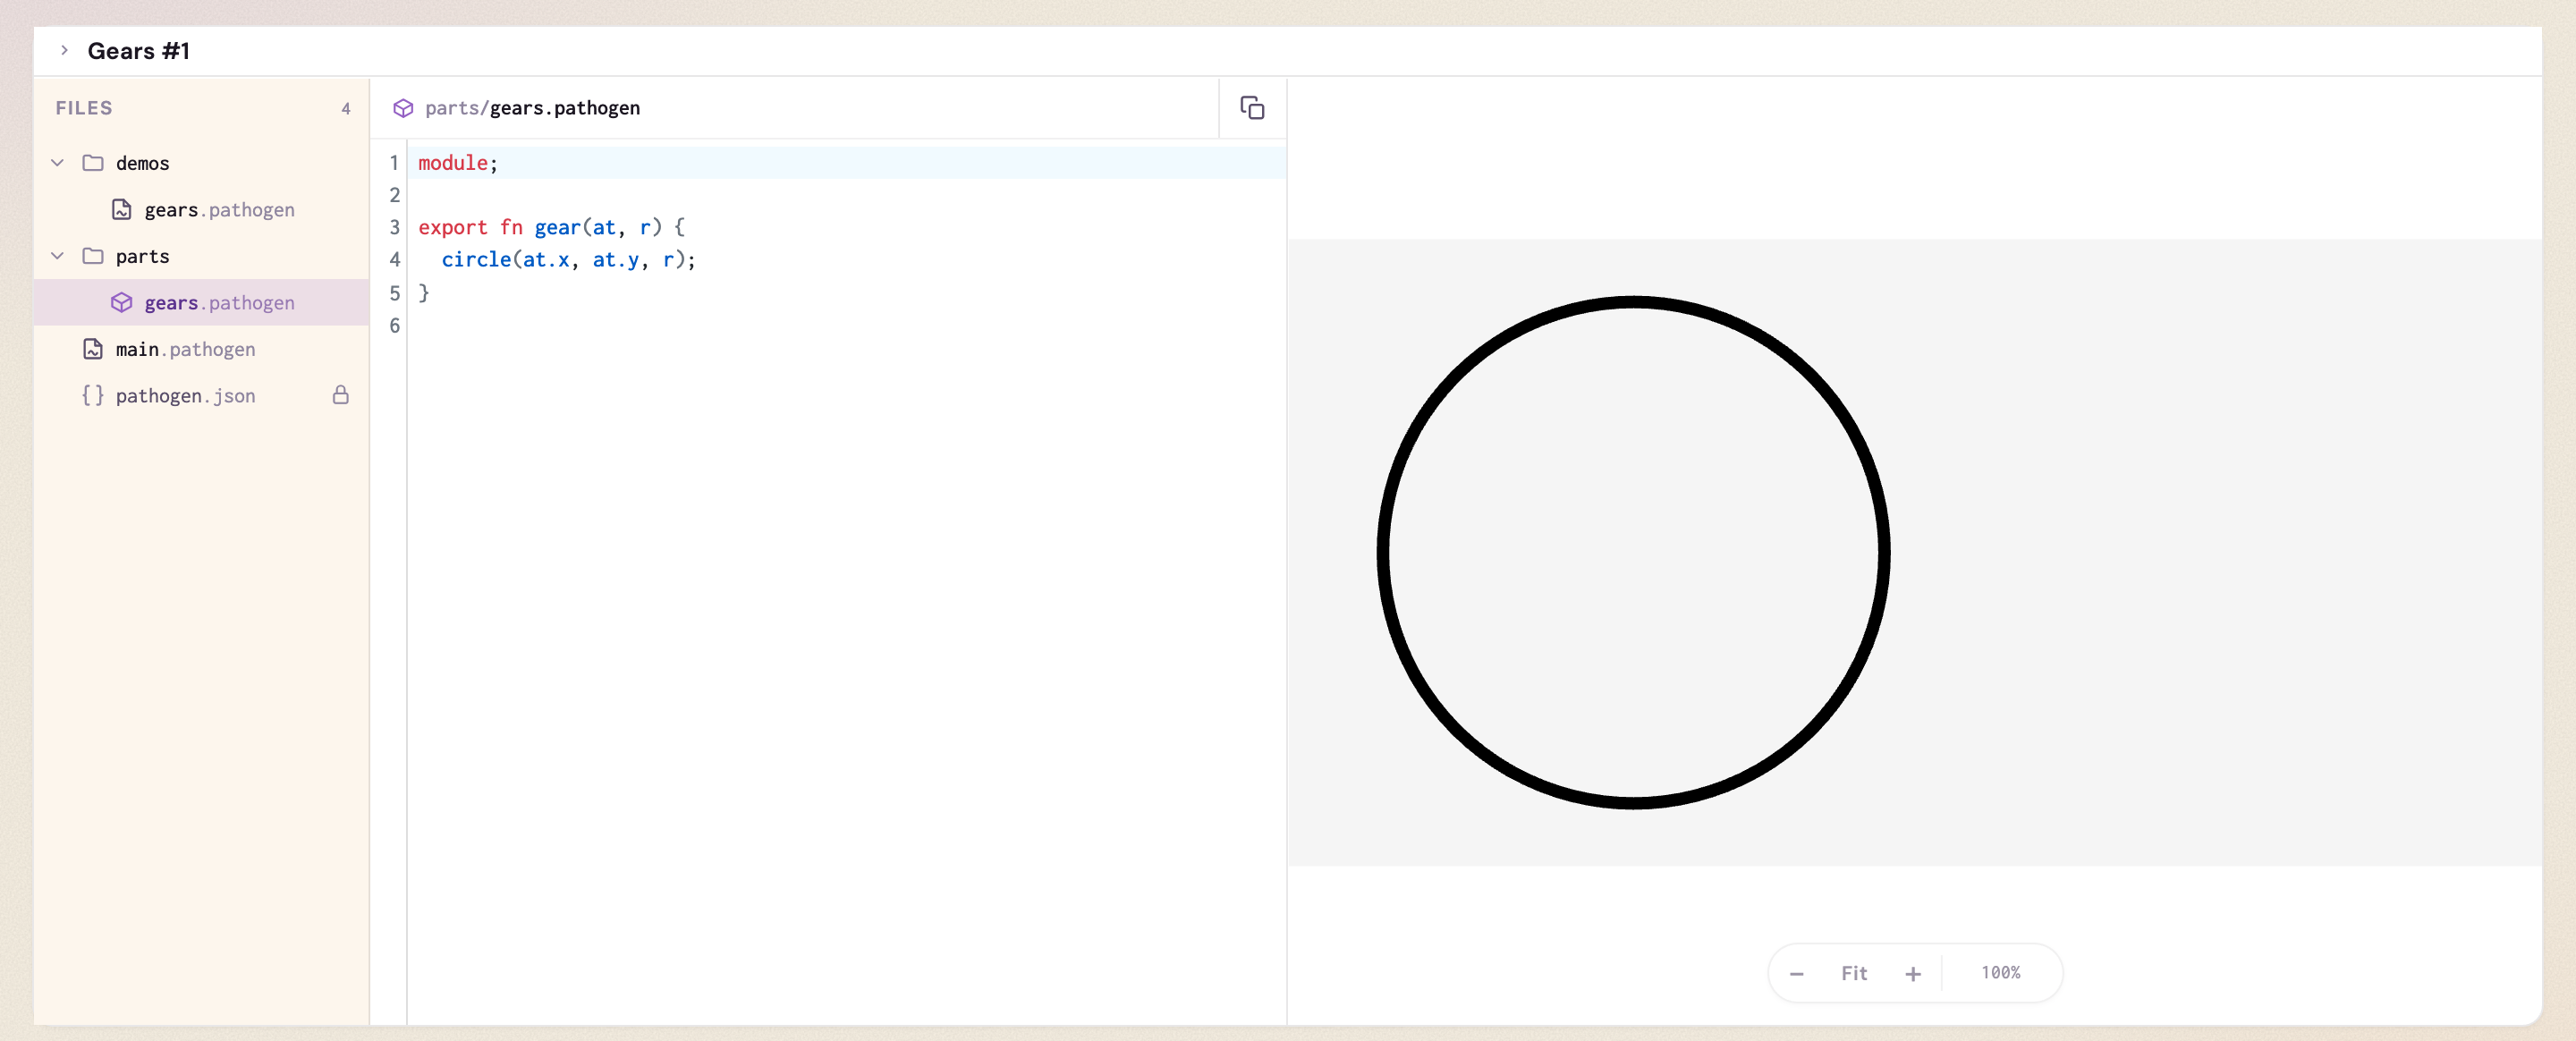 Gears #1
FILES 4
demos
gears.pathogen
parts
gears.pathogen
main.pathogen
{} pathogen.json
parts/gears.pathogen
1 module;
2
3 export fn gear(at, r) {
4   circle(at.x, at.y, r);
5 }
6
− Fit + 100%